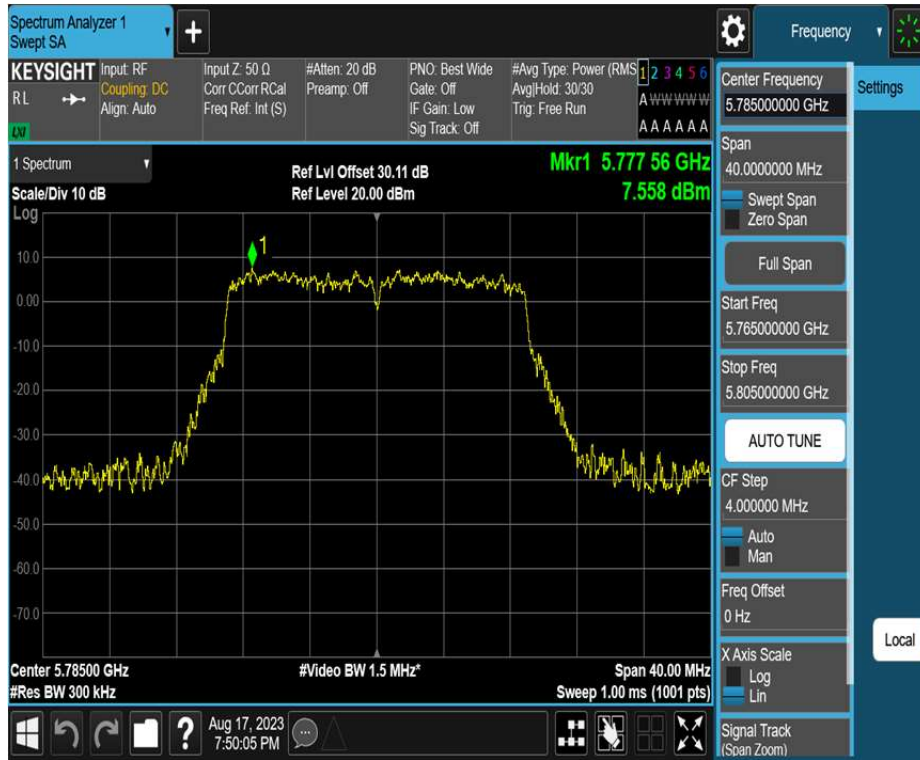 Spectrum Analyzer 1
Swept SA
+
Frequency
KEYSIGHT
RL
LXI
Input: RF
Coupling: DC
Align: Auto
Input Z: 50 Ω
Corr CCorr RCal
Freq Ref: Int (S)
#Atten: 20 dB
Preamp: Off
PNO: Best Wide
Gate: Off
IF Gain: Low
Sig Track: Off
#Avg Type: Power (RMS
Avg|Hold: 30/30
Trig: Free Run
1 2 3 4 5 6
A W W W W W
A A A A A A
1 Spectrum
Scale/Div 10 dB
Log
Ref Lvl Offset 30.11 dB
Ref Level 20.00 dBm
Mkr1 5.777 56 GHz
7.558 dBm
1
10.0
0.00
-10.0
-20.0
-30.0
-40.0
-50.0
-60.0
-70.0
Center 5.78500 GHz
#Res BW 300 kHz
#Video BW 1.5 MHz*
Span 40.00 MHz
Sweep 1.00 ms (1001 pts)
Aug 17, 2023
7:50:05 PM
?
Center Frequency
5.785000000 GHz
Settings
Span
40.0000000 MHz
Swept Span
Zero Span
Full Span
Start Freq
5.765000000 GHz
Stop Freq
5.805000000 GHz
AUTO TUNE
CF Step
4.000000 MHz
Auto
Man
Freq Offset
0 Hz
Local
X Axis Scale
Log
Lin
Signal Track
(Span Zoom)